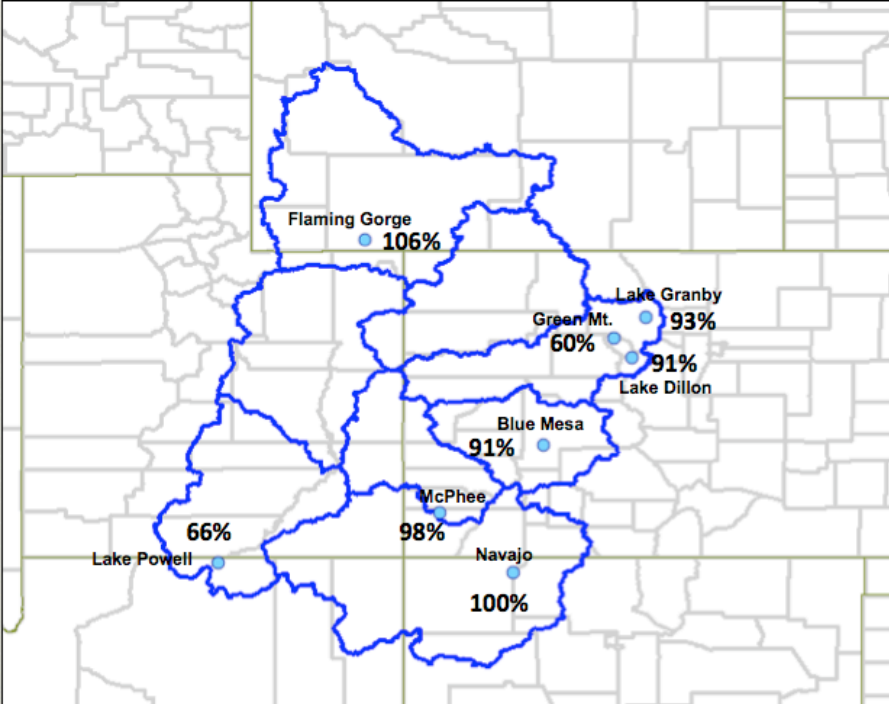 Flaming Gorge
106%
Lake Granby
93%
Green Mt.
60%
91%
Lake Dillon
Blue Mesa
91%
McPhee
98%
66%
Lake Powell
Navajo
100%